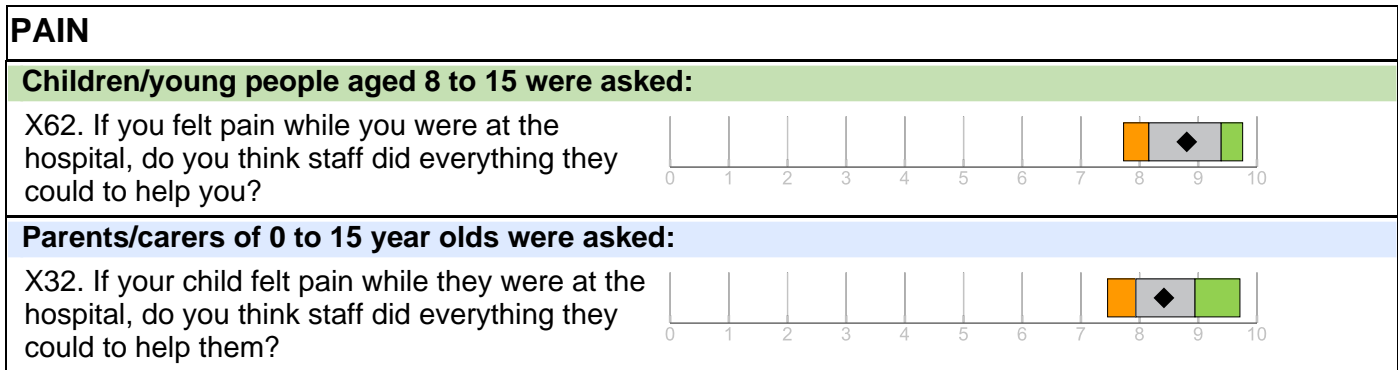 PAIN
Children/young people aged 8 to 15 were asked:
X62. If you felt pain while you were at the
hospital, do you think staff did everything they
could to help you?
0 1 2 3 4 5 6 7 8 9 10
Parents/carers of 0 to 15 year olds were asked:
X32. If your child felt pain while they were at the
hospital, do you think staff did everything they
could to help them?
0 1 2 3 4 5 6 7 8 9 10